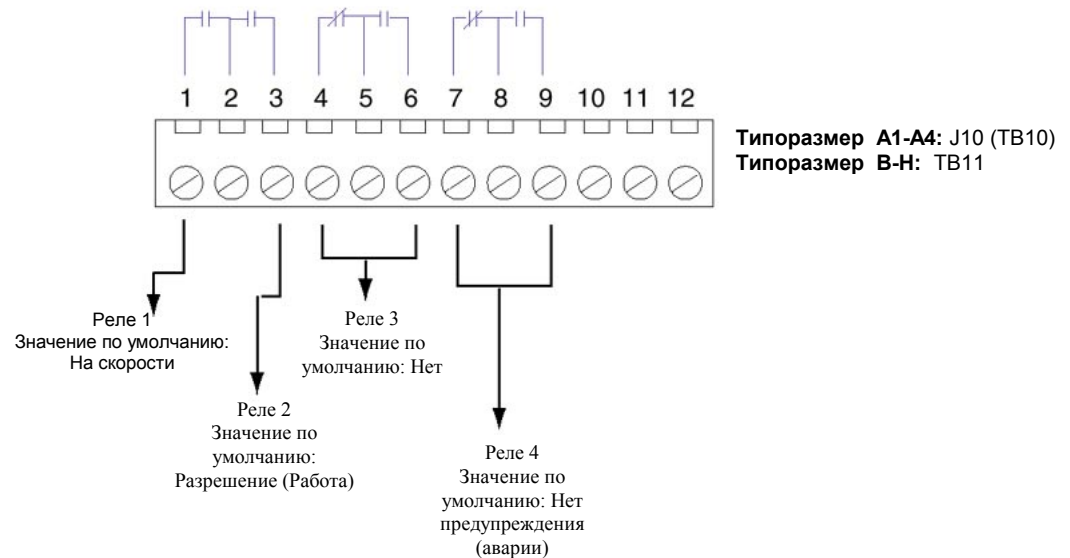 1 2 3 4 5 6 7 8 9 10 11 12
Типоразмер A1-A4: J10 (TB10)
Типоразмер B-H: TB11
Реле 1
Значение по умолчанию:
На скорости
Реле 2
Значение по
умолчанию:
Разрешение (Работа)
Реле 3
Значение по
умолчанию: Нет
Реле 4
Значение по
умолчанию: Нет
предупреждения
(аварии)